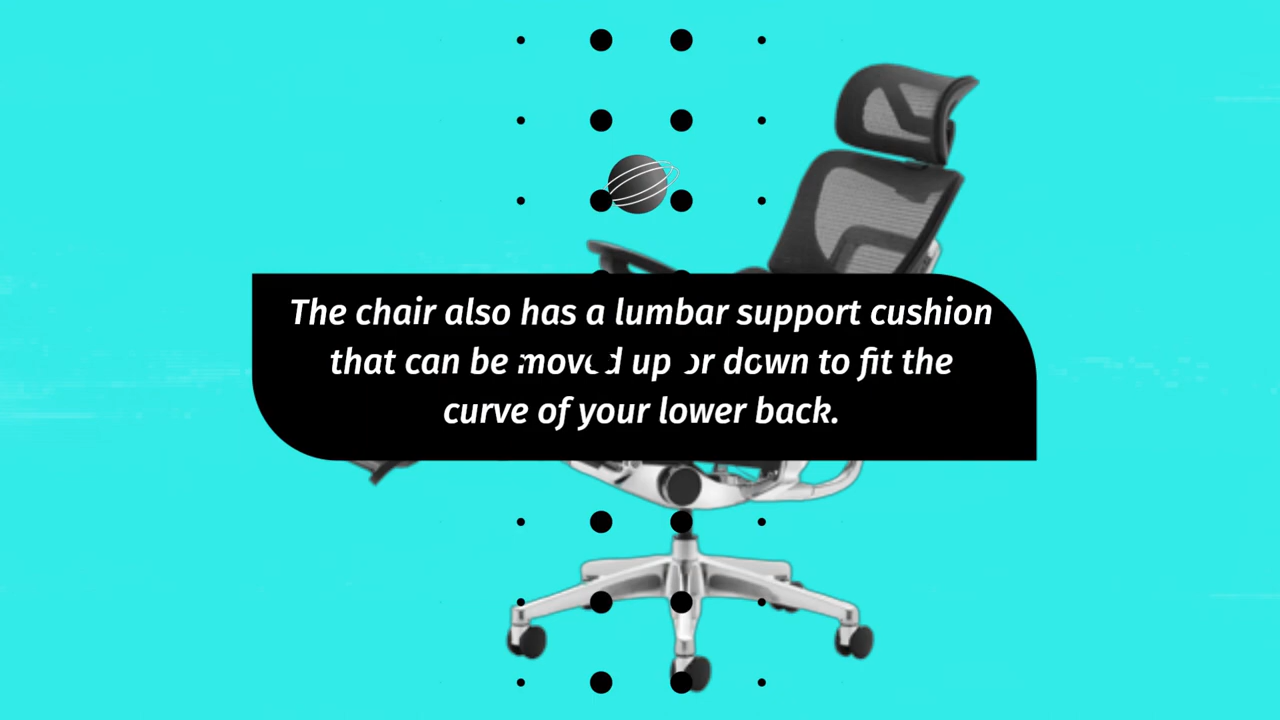 The chair also has a lumbar support cushion
that can be moved up or down to fit the
curve of your lower back.